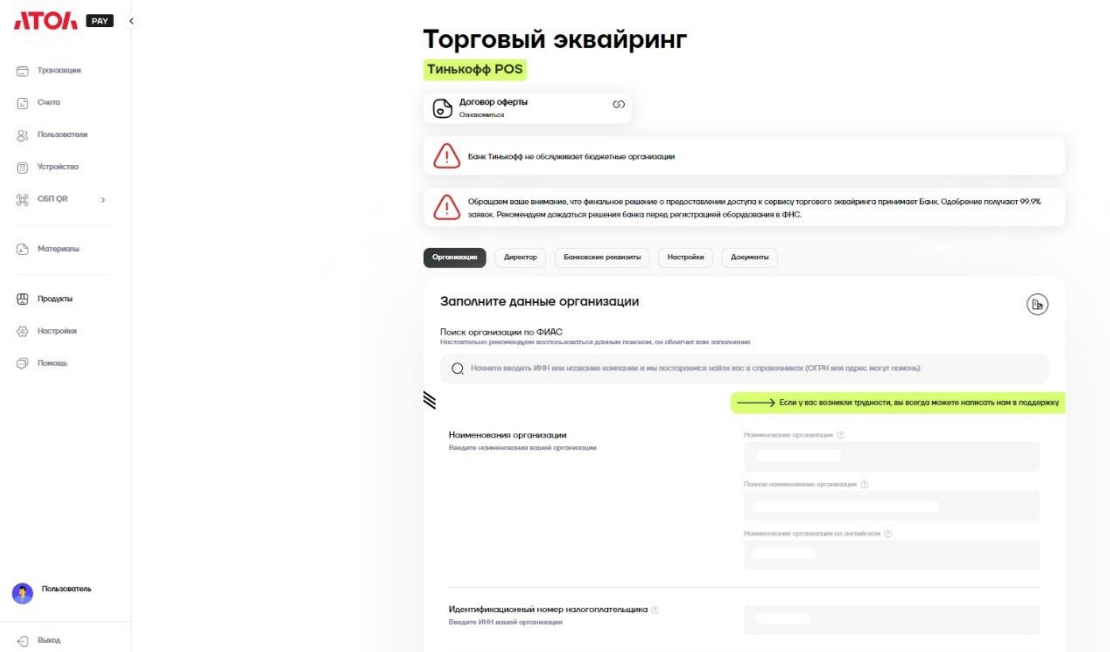 АТОЛ PAY
Транзакции
Счета
Пользователи
Устройства
СБП QR
Материалы
Продукты
Настройки
Помощь
Пользователь
Выход
Торговый эквайринг
Тинькофф POS
Договор оферты
Ознакомиться
Банк Тинькофф не обслуживает бюджетные организации
Обращаем ваше внимание, что финальное решение о предоставлении доступа к сервису торгового эквайринга принимает Банк. Одобрение получают 99.9%
заявок. Рекомендуем дождаться решения банка перед регистрацией оборудования в ФНС.
Организация
Директор
Банковские реквизиты
Настройки
Документы
Заполните данные организации
Поиск организации по ФИАС
Настоятельно рекомендуем воспользоваться данным поиском, он облегчит вам заполнение
Начните вводить ИНН или название компании и мы постараемся найти вас в справочниках (ОГРН или адрес могут помочь)
Если у вас возникли трудности, вы всегда можете написать нам в поддержку
Наименования организации
Введите наименования вашей организации
Наименование организации
Полное наименование организации
Наименование организации на английском
Идентификационный номер налогоплательщика
Введите ИНН вашей организации